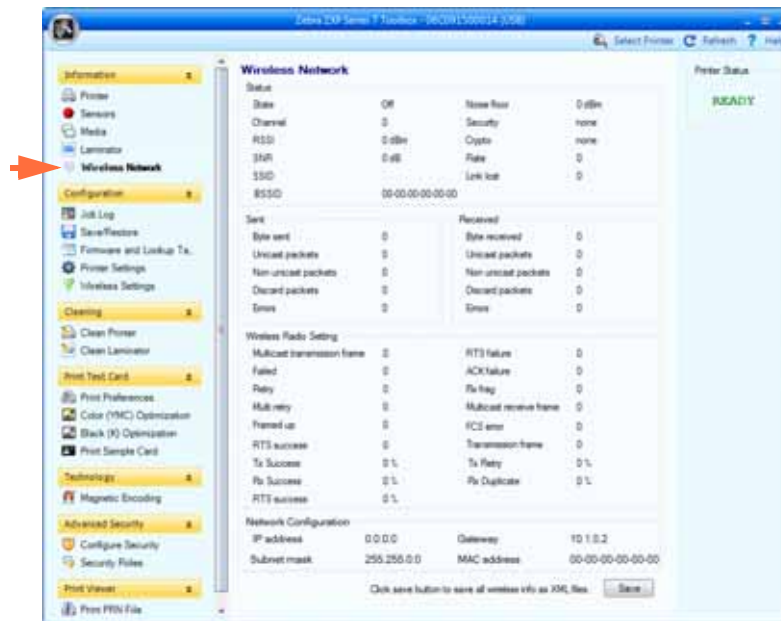 Zebra ZXP Series 7 Toolbox - 06C091500014 (USB)
Select Printer Refresh ? Help
Information
Printer
Sensors
Media
Laminator
Wireless Network
Configuration
Job Log
Save/Restore
Firmware and Lookup Ta..
Printer Settings
Wireless Settings
Cleaning
Clean Printer
Clean Laminator
Print Test Card
Print Preferences
Color (YMC) Optimization
Black (K) Optimization
Print Sample Card
Technology
Magnetic Encoding
Advanced Security
Configure Security
Security Roles
Print Viewer
Print PRN File
Wireless Network
Status
State Off Noise floor 0 dBm
Channel 0 Security none
RSSI 0 dBm Crypto none
SNR 0 dB Rate 0
SSID Link lost 0
BSSID 00-00-00-00-00-00
Sent Received
Byte sent 0 Byte received 0
Unicast packets 0 Unicast packets 0
Non unicast packets 0 Non unicast packets 0
Discard packets 0 Discard packets 0
Errors 0 Errors 0
Wireless Radio Setting
Multicast transmission frame 0 RTS failure 0
Failed 0 ACK failure 0
Retry 0 Rx frag 0
Multi retry 0 Multicast receive frame 0
Framed up 0 FCS error 0
RTS success 0 Transmission frame 0
Tx Success 0 % Tx Retry 0 %
Rx Success 0 % Rx Duplicate 0 %
RTS success 0 %
Network Configuration
IP address 0.0.0.0 Gateway 10.1.0.2
Subnet mask 255.255.0.0 MAC address 00-00-00-00-00-00
Click save button to save all wireless info as XML files. Save
Printer Status
READY